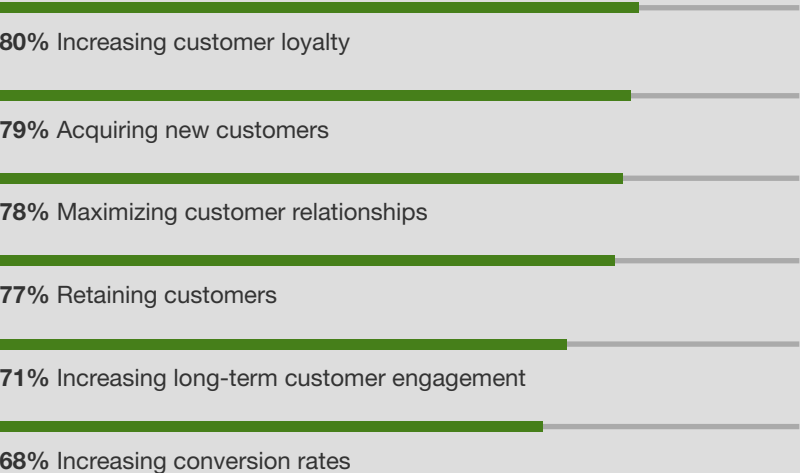 80% Increasing customer loyalty
79% Acquiring new customers
78% Maximizing customer relationships
77% Retaining customers
71% Increasing long-term customer engagement
68% Increasing conversion rates